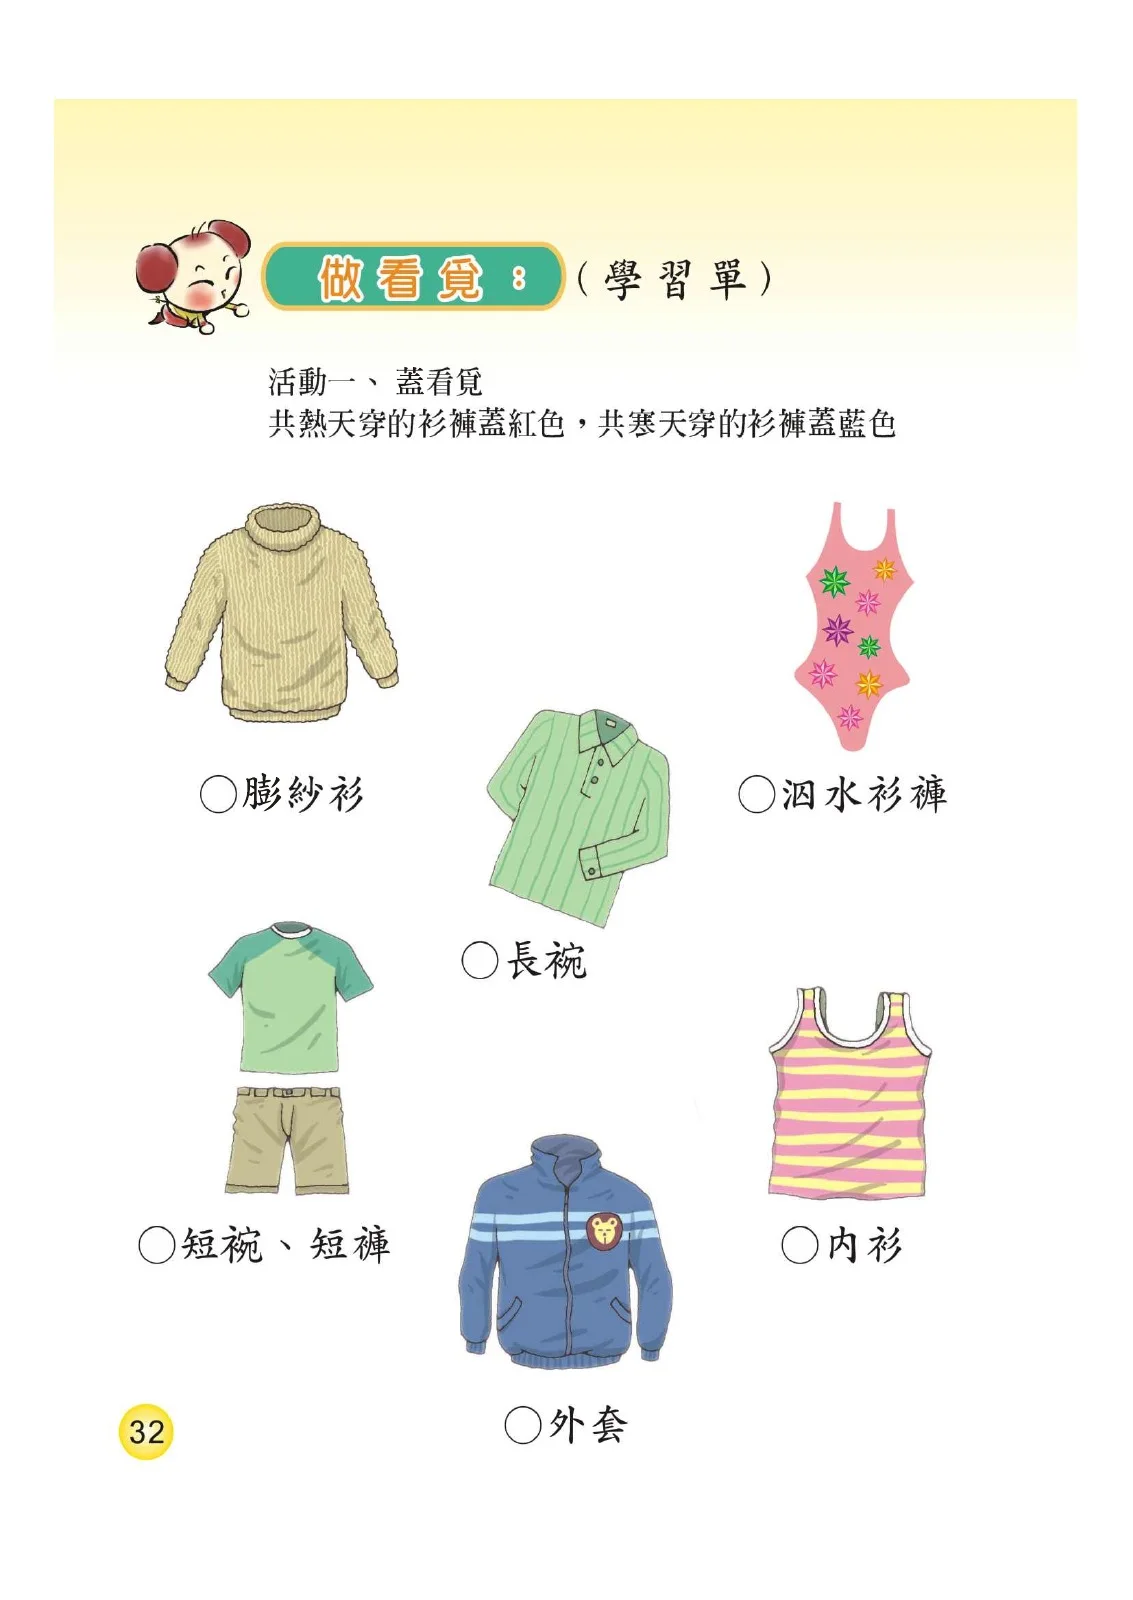 做看覓：（學習單）
活動一、蓋看覓
共熱天穿的衫褲蓋紅色，共寒天穿的衫褲蓋藍色
○膨紗衫
○泅水衫褲
○長䘼
○短䘼、短褲
○內衫
○外套
32